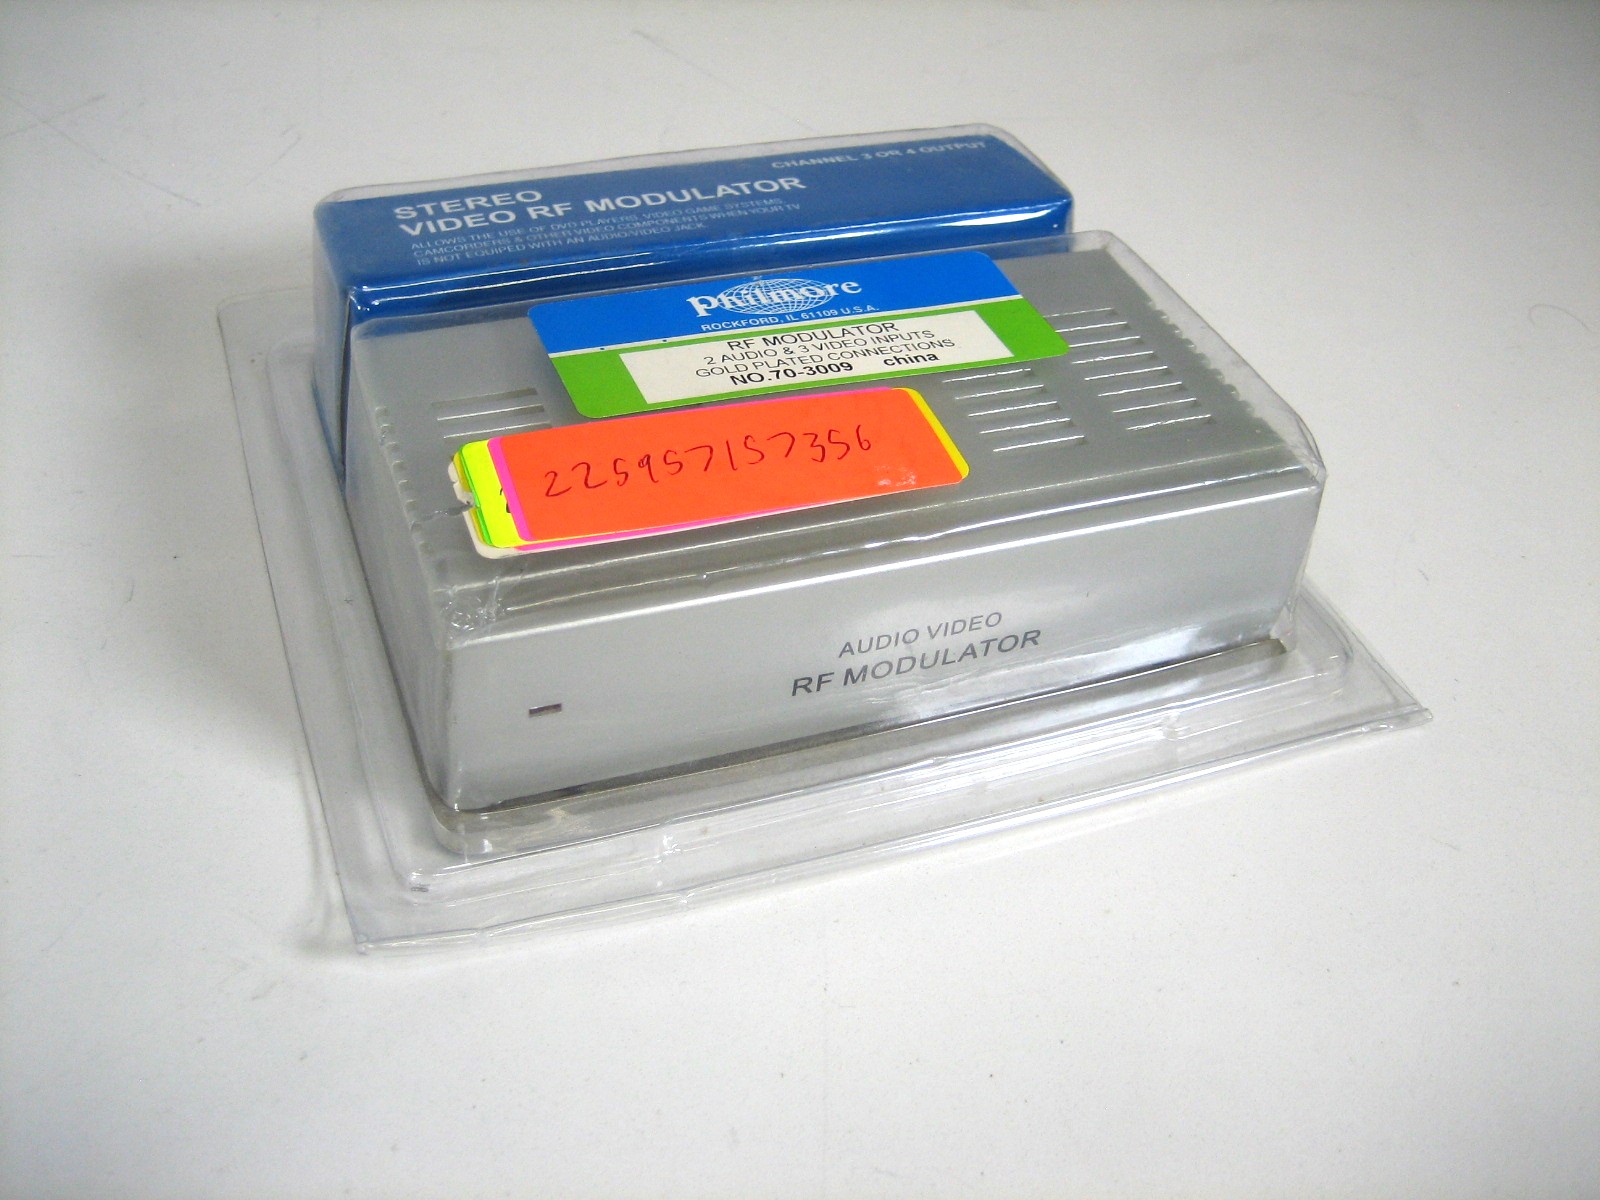 CHANNEL 3 OR 4 OUTPUT
STEREO
VIDEO RF MODULATOR
ALLOWS THE USE OF DVD PLAYERS, VIDEO GAME SYSTEMS
CAMCORDERS & OTHER VIDEO COMPONENTS WHEN YOUR TV
IS NOT EQUIPED WITH AN AUDIO/VIDEO JACK
philmore
ROCKFORD, IL 61109 U.S.A.
RF MODULATOR
2 AUDIO & 3 VIDEO INPUTS
GOLD PLATED CONNECTIONS
NO.70-3009 china
225957157356
AUDIO VIDEO
RF MODULATOR